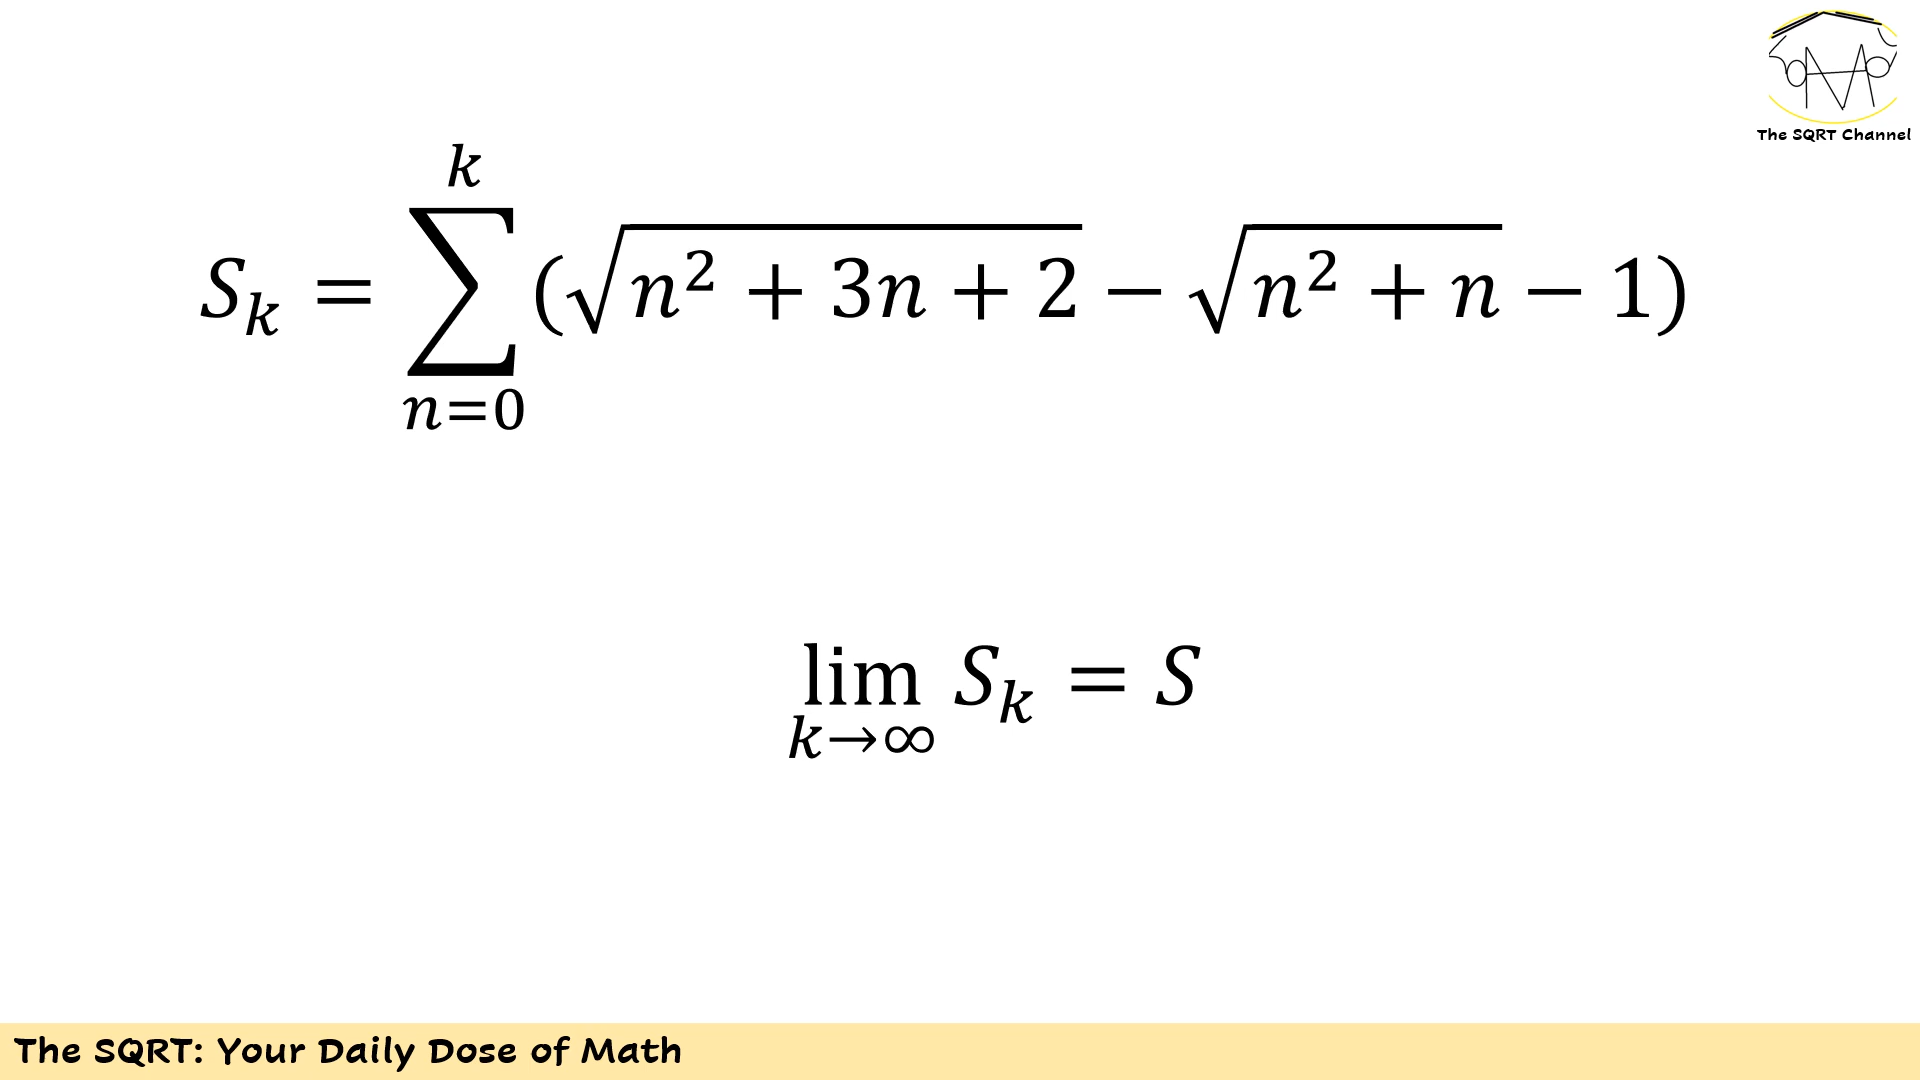 The SQRT Channel
S_k = \sum_{n=0}^{k} (\sqrt{n^2 + 3n + 2} - \sqrt{n^2 + n} - 1)
\lim_{k \to \infty} S_k = S
The SQRT: Your Daily Dose of Math